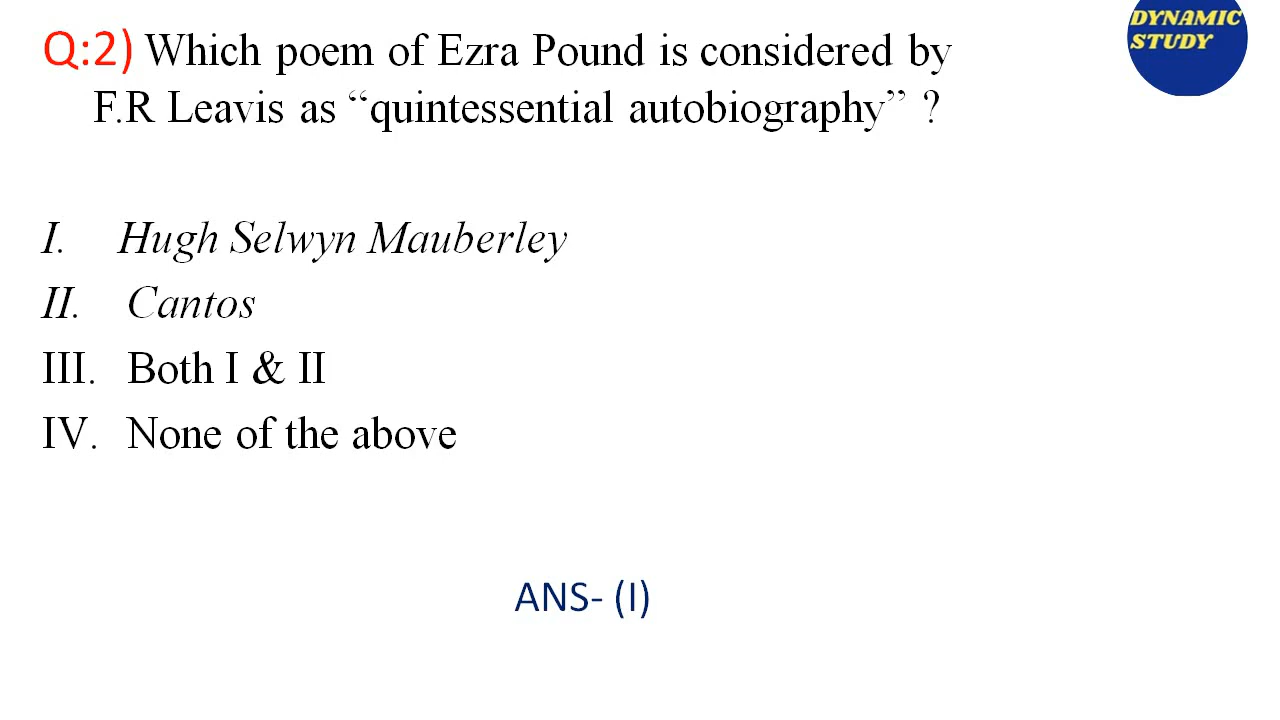 DYNAMIC
STUDY
Q:2) Which poem of Ezra Pound is considered by
F.R Leavis as “quintessential autobiography” ?
I. Hugh Selwyn Mauberley
II. Cantos
III. Both I & II
IV. None of the above
ANS- (I)